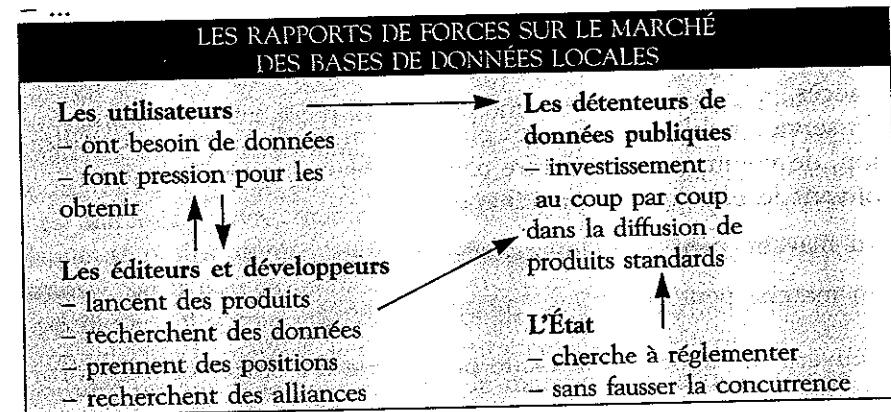 – ...
LES RAPPORTS DE FORCES SUR LE MARCHÉ
DES BASES DE DONNÉES LOCALES
Les utilisateurs
– ont besoin de données
– font pression pour les
obtenir
Les éditeurs et développeurs
– lancent des produits
– recherchent des données
– prennent des positions
– recherchent des alliances
Les détenteurs de
données publiques
– investissement
au coup par coup
dans la diffusion de
produits standards
L'État
– cherche à réglementer
– sans fausser la concurrence